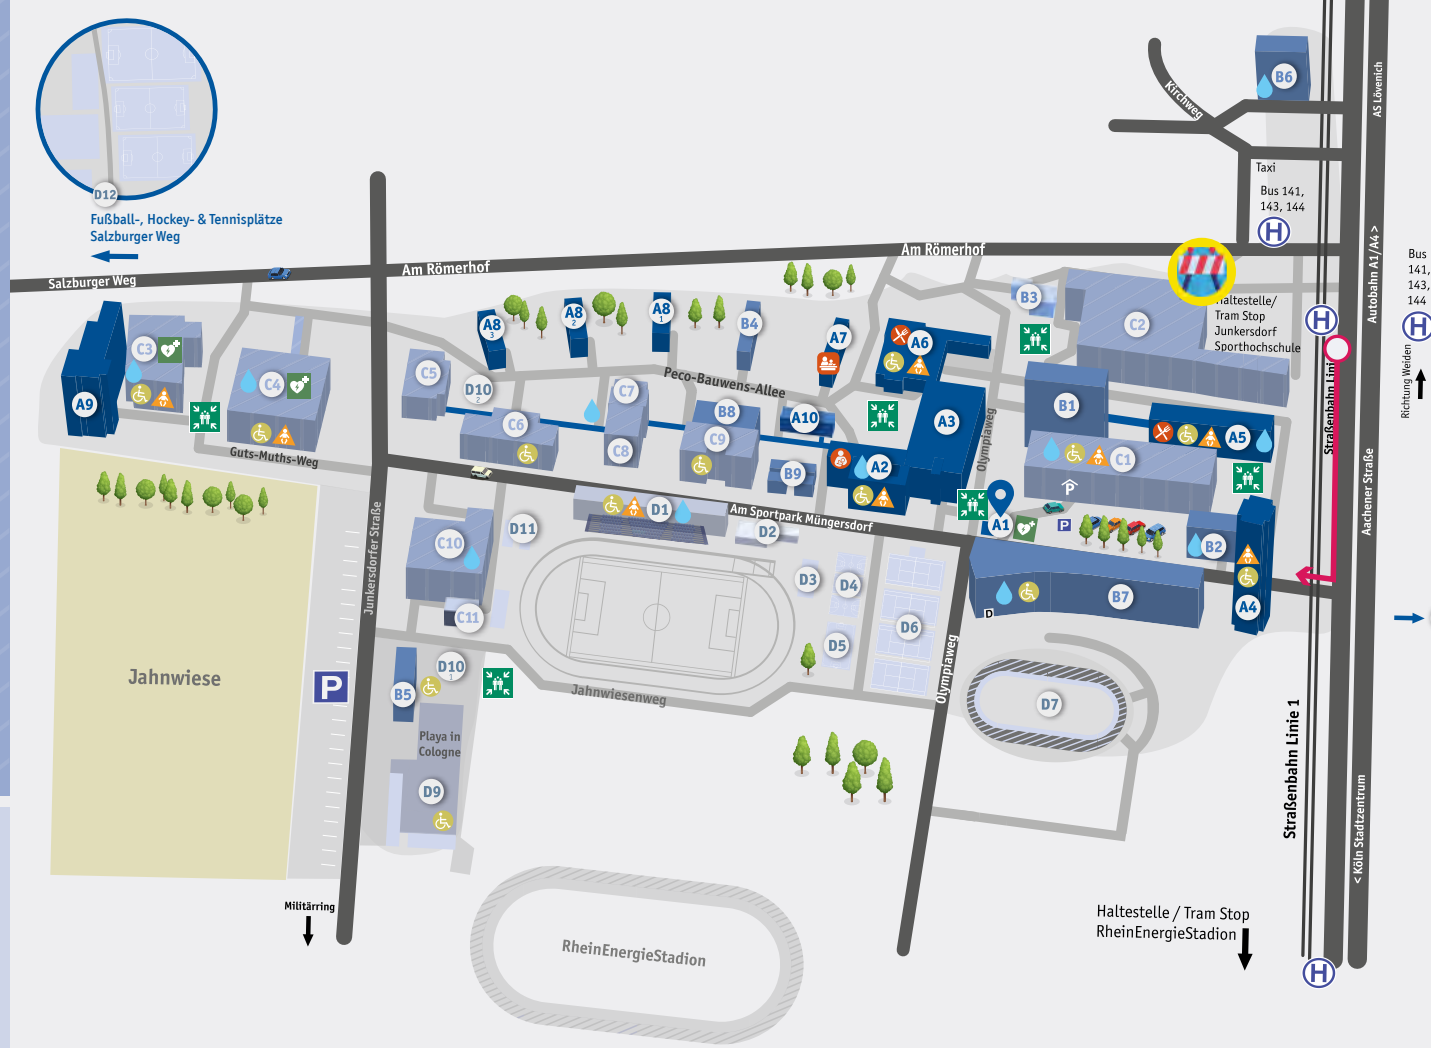 B6
Kirchweg
AS Lövenich
Taxi
Bus 141,
143, 144
H
D12
Fußball-, Hockey- & Tennisplätze
Salzburger Weg
Am Römerhof
Am Römerhof
Salzburger Weg
Autobahn A1/A4 >
Bus
141,
143,
144
H
Richtung Weiden
Haltestelle/
Tram Stop
Junkersdorf
Sporthochschule
H
Straßenbahn Linie
B3
C2
A8
3
A8
2
A8
1
B4
A7
A6
C3
C4
A9
C5
D10
2
C7
Peco-Bauwens-Allee
B8
A10
A3
B1
A5
C6
C8
C9
B9
A2
Olympiaweg
C1
Guts-Muths-Weg
P
Am Sportpark Müngersdorf
A1
P
B2
A4
Aachener Straße
D1
D2
D11
C10
Junkersdorfer Straße
C11
D3
D4
D5
D6
D
B7
Jahnwiese
P
B5
D10
1
Jahnwiesenweg
Olympiaweg
D7
Playa in
Cologne
D9
Straßenbahn Linie 1
< Köln Stadtzentrum
Militärring
Haltestelle / Tram Stop
RheinEnergieStadion
H
RheinEnergieStadion